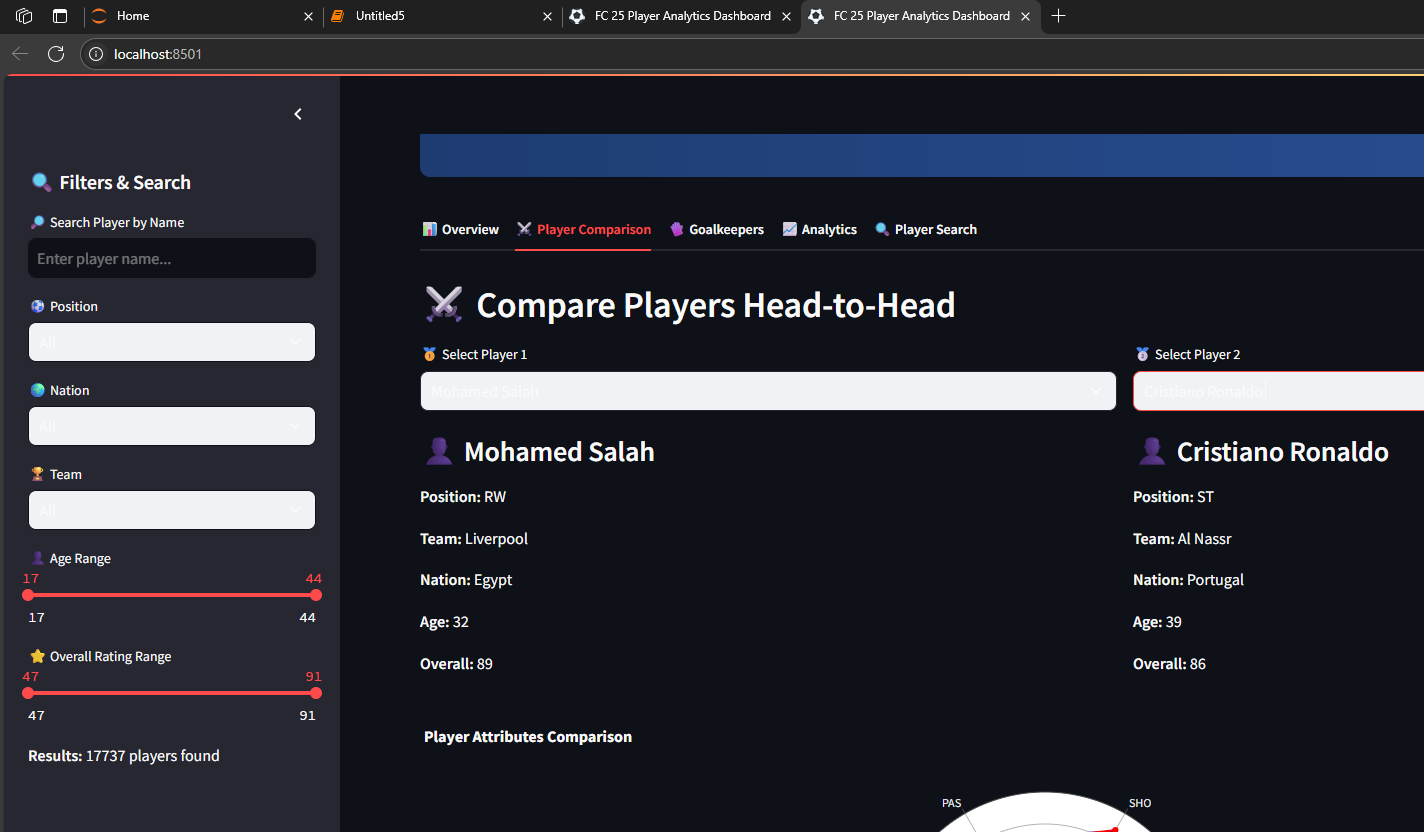 Home
Untitled5
FC 25 Player Analytics Dashboard
FC 25 Player Analytics Dashboard
localhost:8501
Filters & Search
Search Player by Name
Enter player name...
Position
All
Nation
All
Team
All
Age Range
17 44
17 44
Overall Rating Range
47 91
47 91
Results: 17737 players found
Overview Player Comparison Goalkeepers Analytics Player Search
Compare Players Head-to-Head
Select Player 1
Mohamed Salah
Mohamed Salah
Position: RW
Team: Liverpool
Nation: Egypt
Age: 32
Overall: 89
Select Player 2
Cristiano Ronaldo
Cristiano Ronaldo
Position: ST
Team: Al Nassr
Nation: Portugal
Age: 39
Overall: 86
Player Attributes Comparison
PAS SHO